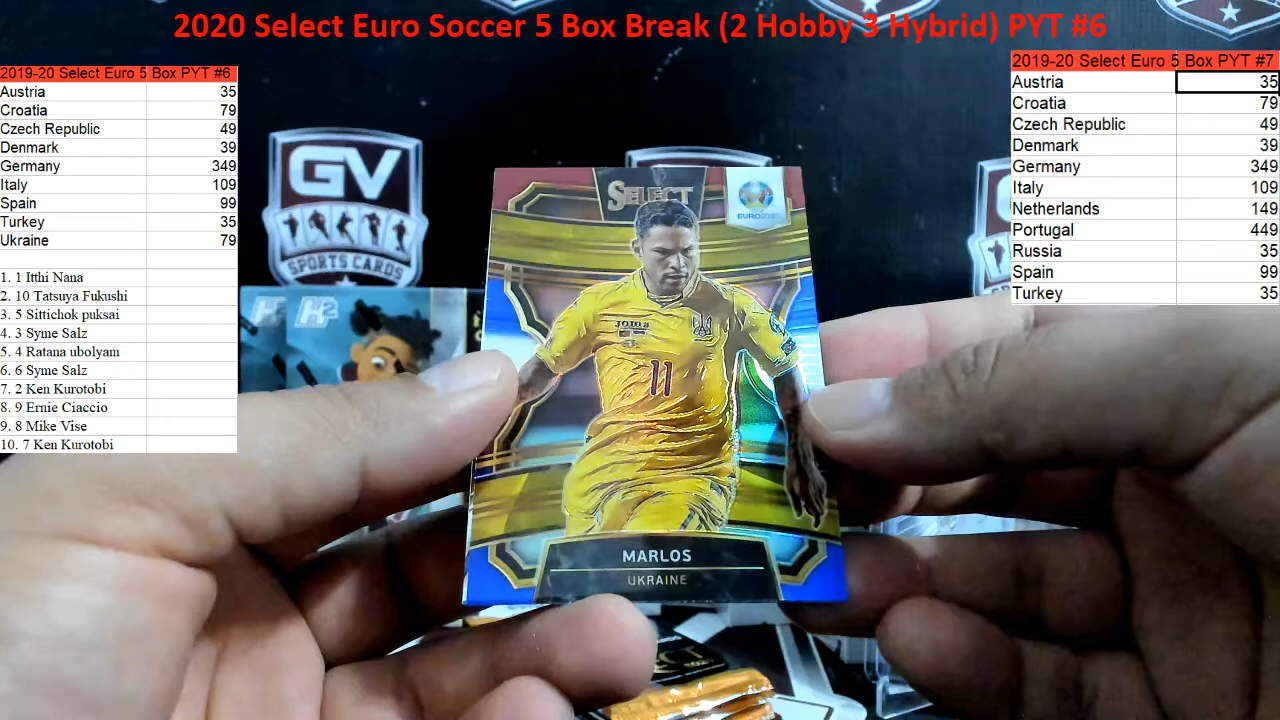 2020 Select Euro Soccer 5 Box Break (2 Hobby 3 Hybrid) PYT #6
2019-20 Select Euro 5 Box PYT #6
Austria 35
Croatia 79
Czech Republic 49
Denmark 39
Germany 349
Italy 109
Spain 99
Turkey 35
Ukraine 79
1. 1 Itthi Nana
2. 10 Tatsuya Fukushi
3. 5 Sittichok puksai
4. 3 Syme Salz
5. 4 Ratana ubolyam
6. 6 Syme Salz
7. 2 Ken Kurotobi
8. 9 Ernie Ciaccio
9. 8 Mike Vise
10. 7 Ken Kurotobi
2019-20 Select Euro 5 Box PYT #7
Austria 35
Croatia 79
Czech Republic 49
Denmark 39
Germany 349
Italy 109
Netherlands 149
Portugal 449
Russia 35
Spain 99
Turkey 35
GV
SPORTS CARDS
H2
SELECT
EURO2020
Joma
11
MARLOS
UKRAINE